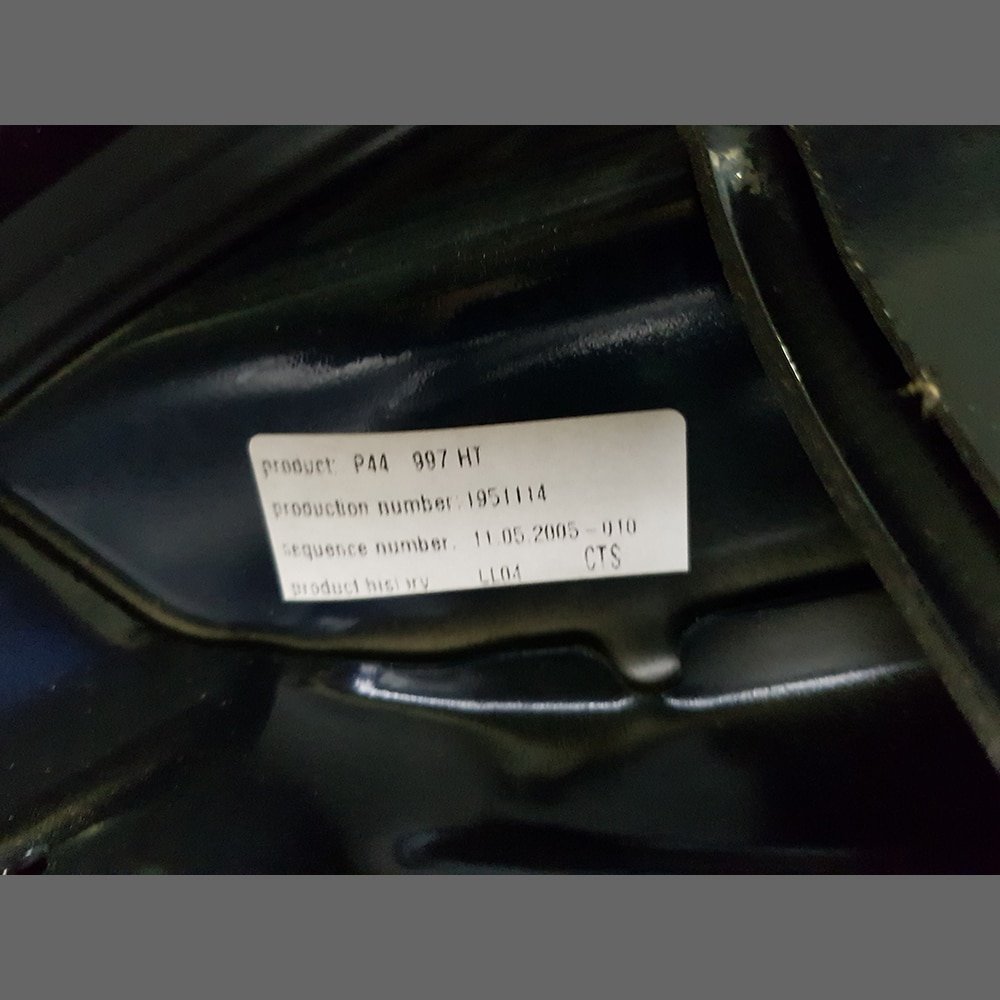 product: P44 997 HT
production number: 1951114
sequence number. 11.05.2005 - 010
product history LL04 CTS